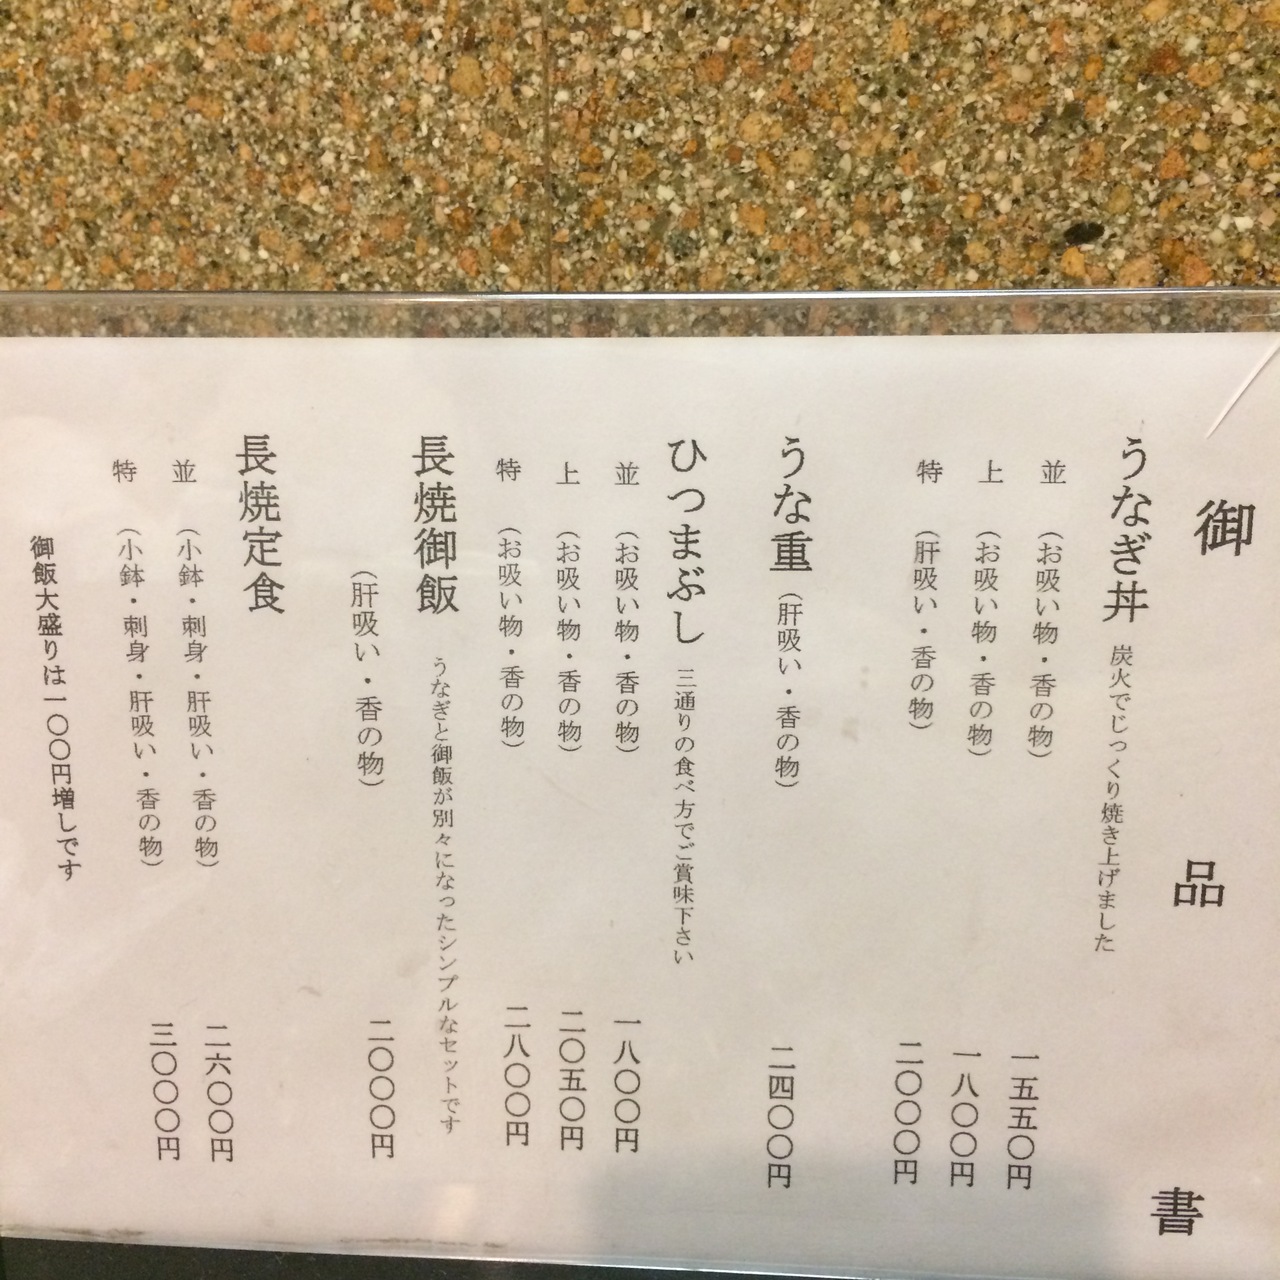 御品書
うなぎ丼 炭火でじっくり焼き上げました
並 (お吸い物・香の物) 一五五〇円
上 (お吸い物・香の物) 一八〇〇円
特 (肝吸い・香の物) 二〇〇〇円
うな重 (肝吸い・香の物) 二四〇〇円
ひつまぶし 三通りの食べ方でご賞味下さい
並 (お吸い物・香の物) 一八〇〇円
上 (お吸い物・香の物) 二〇五〇円
特 (お吸い物・香の物) 二八〇〇円
長焼御飯 うなぎと御飯が別々になったシンプルなセットです
(肝吸い・香の物) 二〇〇〇円
長焼定食
並 (小鉢・刺身・肝吸い・香の物) 二六〇〇円
特 (小鉢・刺身・肝吸い・香の物) 三〇〇〇円
御飯大盛りは一〇〇円増しです